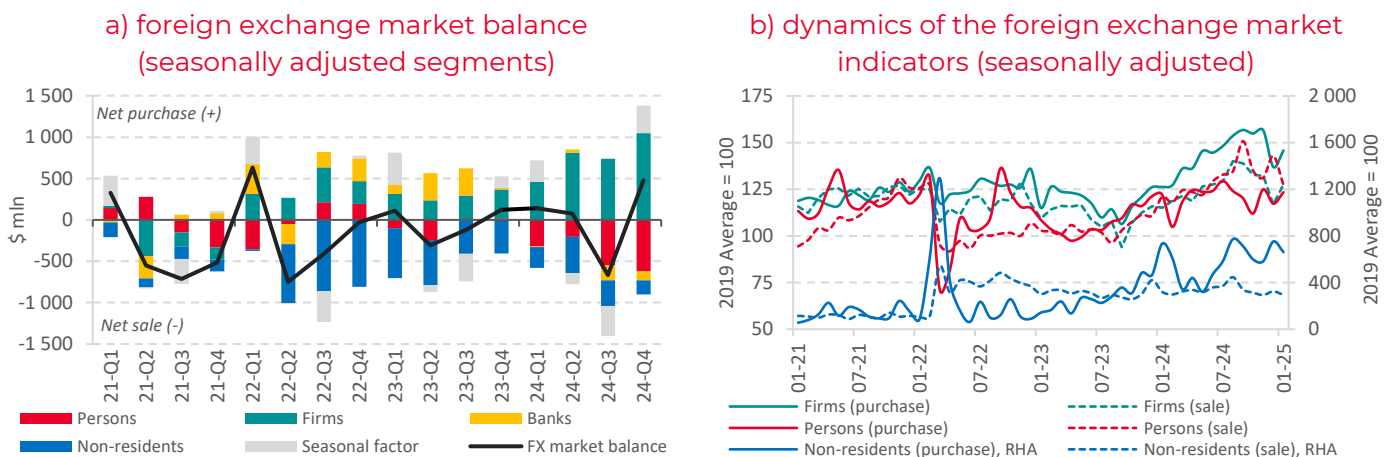 a) foreign exchange market balance
(seasonally adjusted segments)
1 500
1 000
500
0
-500
-1 000
-1 500
$ mln
Net purchase (+)
Net sale (-)
21-Q1
21-Q2
21-Q3
21-Q4
22-Q1
22-Q2
22-Q3
22-Q4
23-Q1
23-Q2
23-Q3
23-Q4
24-Q1
24-Q2
24-Q3
24-Q4
Persons
Firms
Banks
Non-residents
Seasonal factor
FX market balance
b) dynamics of the foreign exchange market
indicators (seasonally adjusted)
175
150
125
100
75
50
2019 Average = 100
2 000
1 600
1 200
800
400
0
2019 Average = 100
01-21
07-21
01-22
07-22
01-23
07-23
01-24
07-24
01-25
Firms (purchase)
Firms (sale)
Persons (purchase)
Persons (sale)
Non-residents (purchase), RHA
Non-residents (sale), RHA